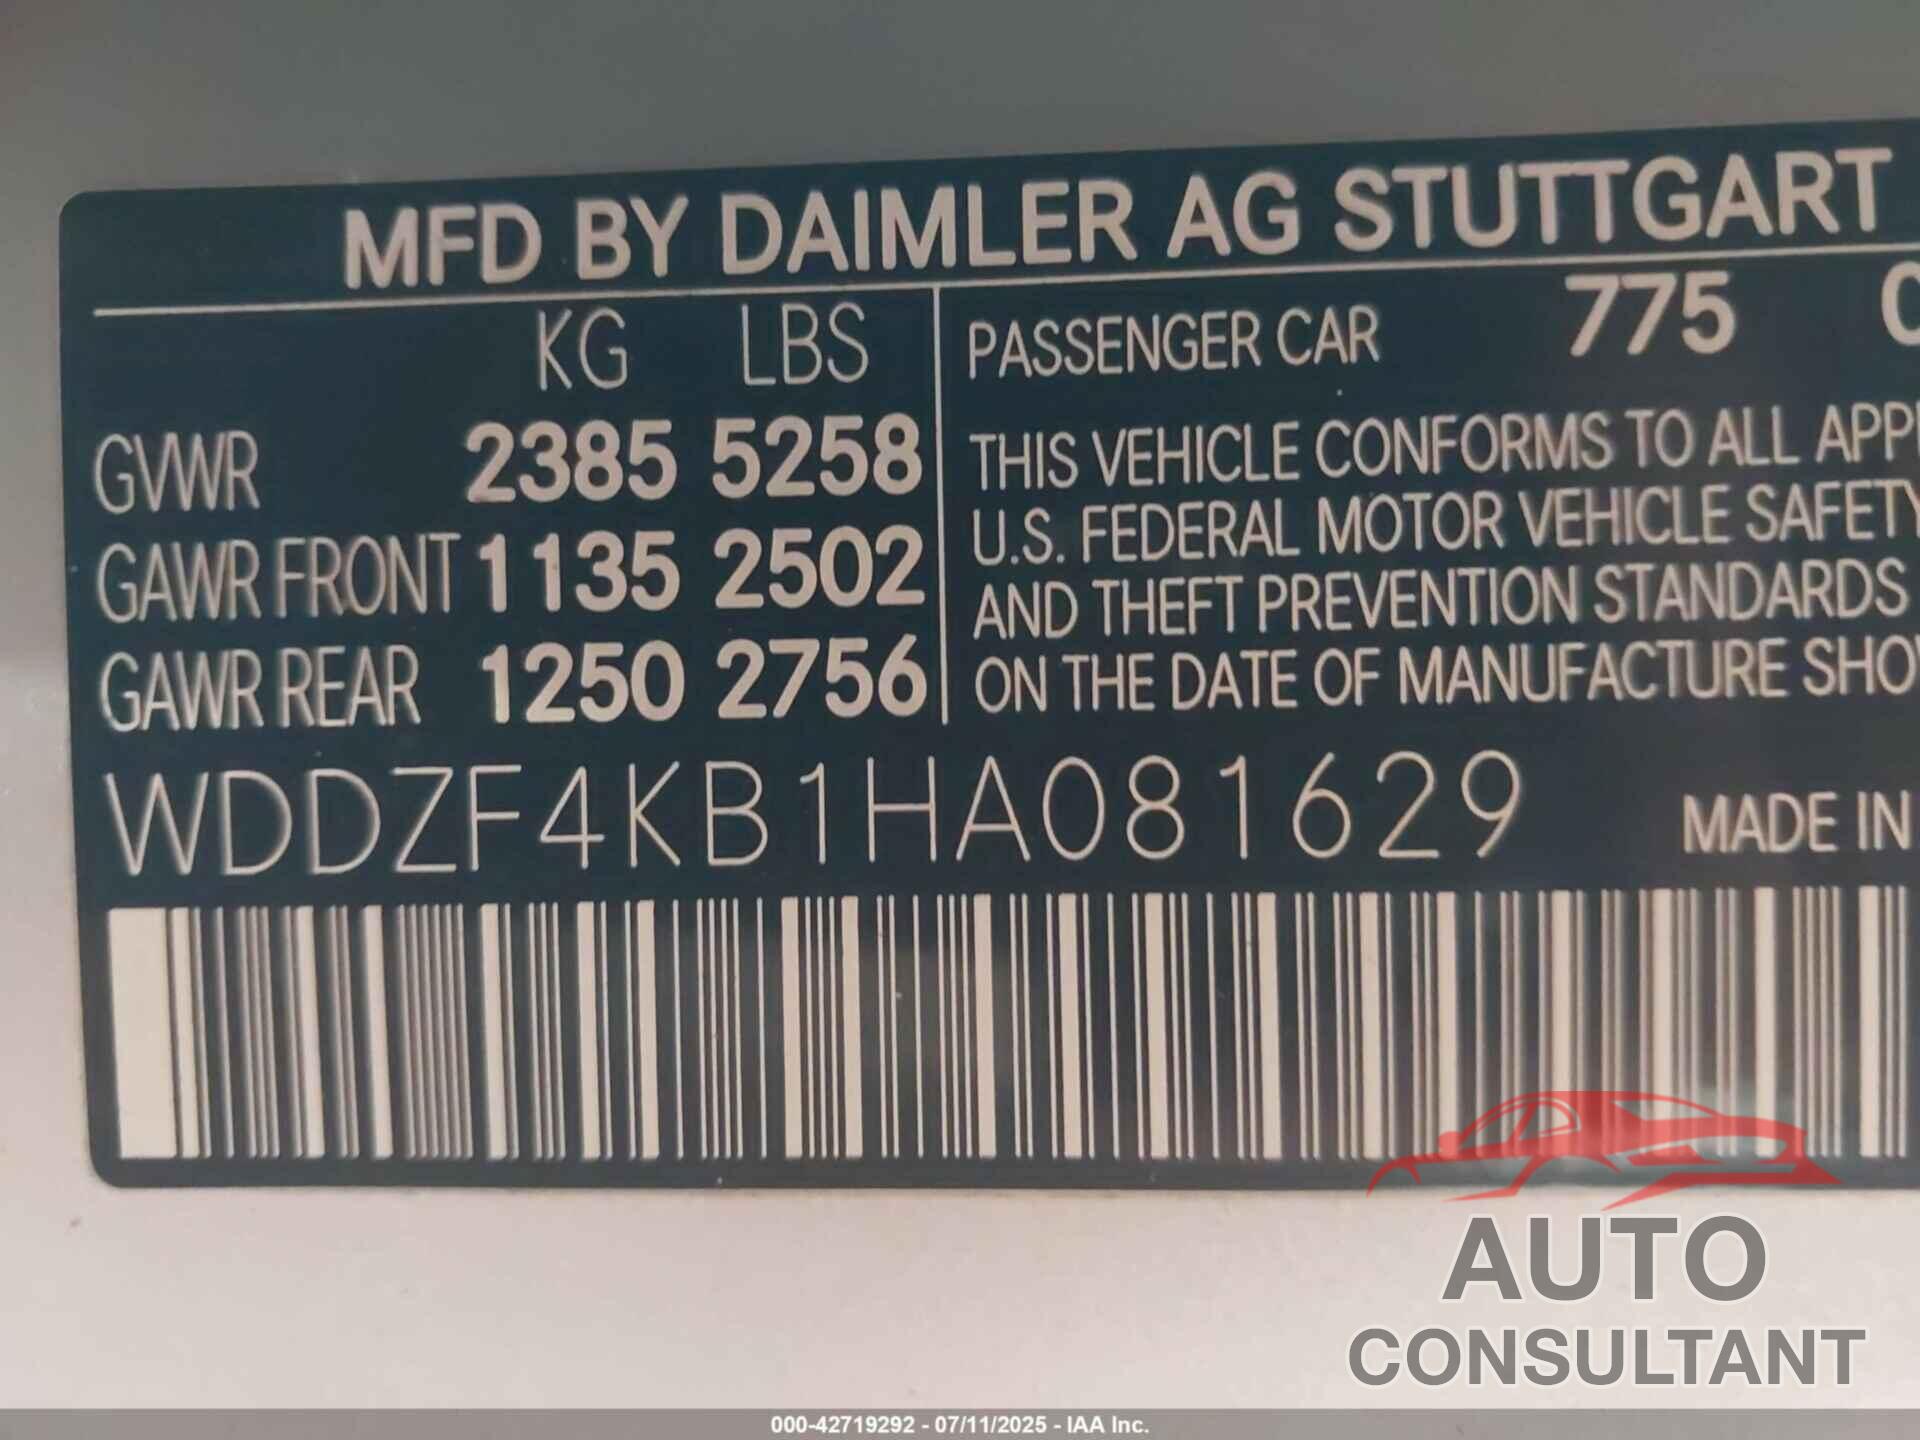 MFD BY DAIMLER AG STUTTGART
KG LBS
GVWR 2385 5258
GAWR FRONT 1135 2502
GAWR REAR 1250 2756
PASSENGER CAR 775
THIS VEHICLE CONFORMS TO ALL
U.S. FEDERAL MOTOR VEHICLE SAFETY
AND THEFT PREVENTION STANDARDS
ON THE DATE OF MANUFACTURE
WDDZF4KB1HA081629
MADE IN
AUTO
CONSULTANT
000-42719292 - 07/11/2025 - IAA Inc.